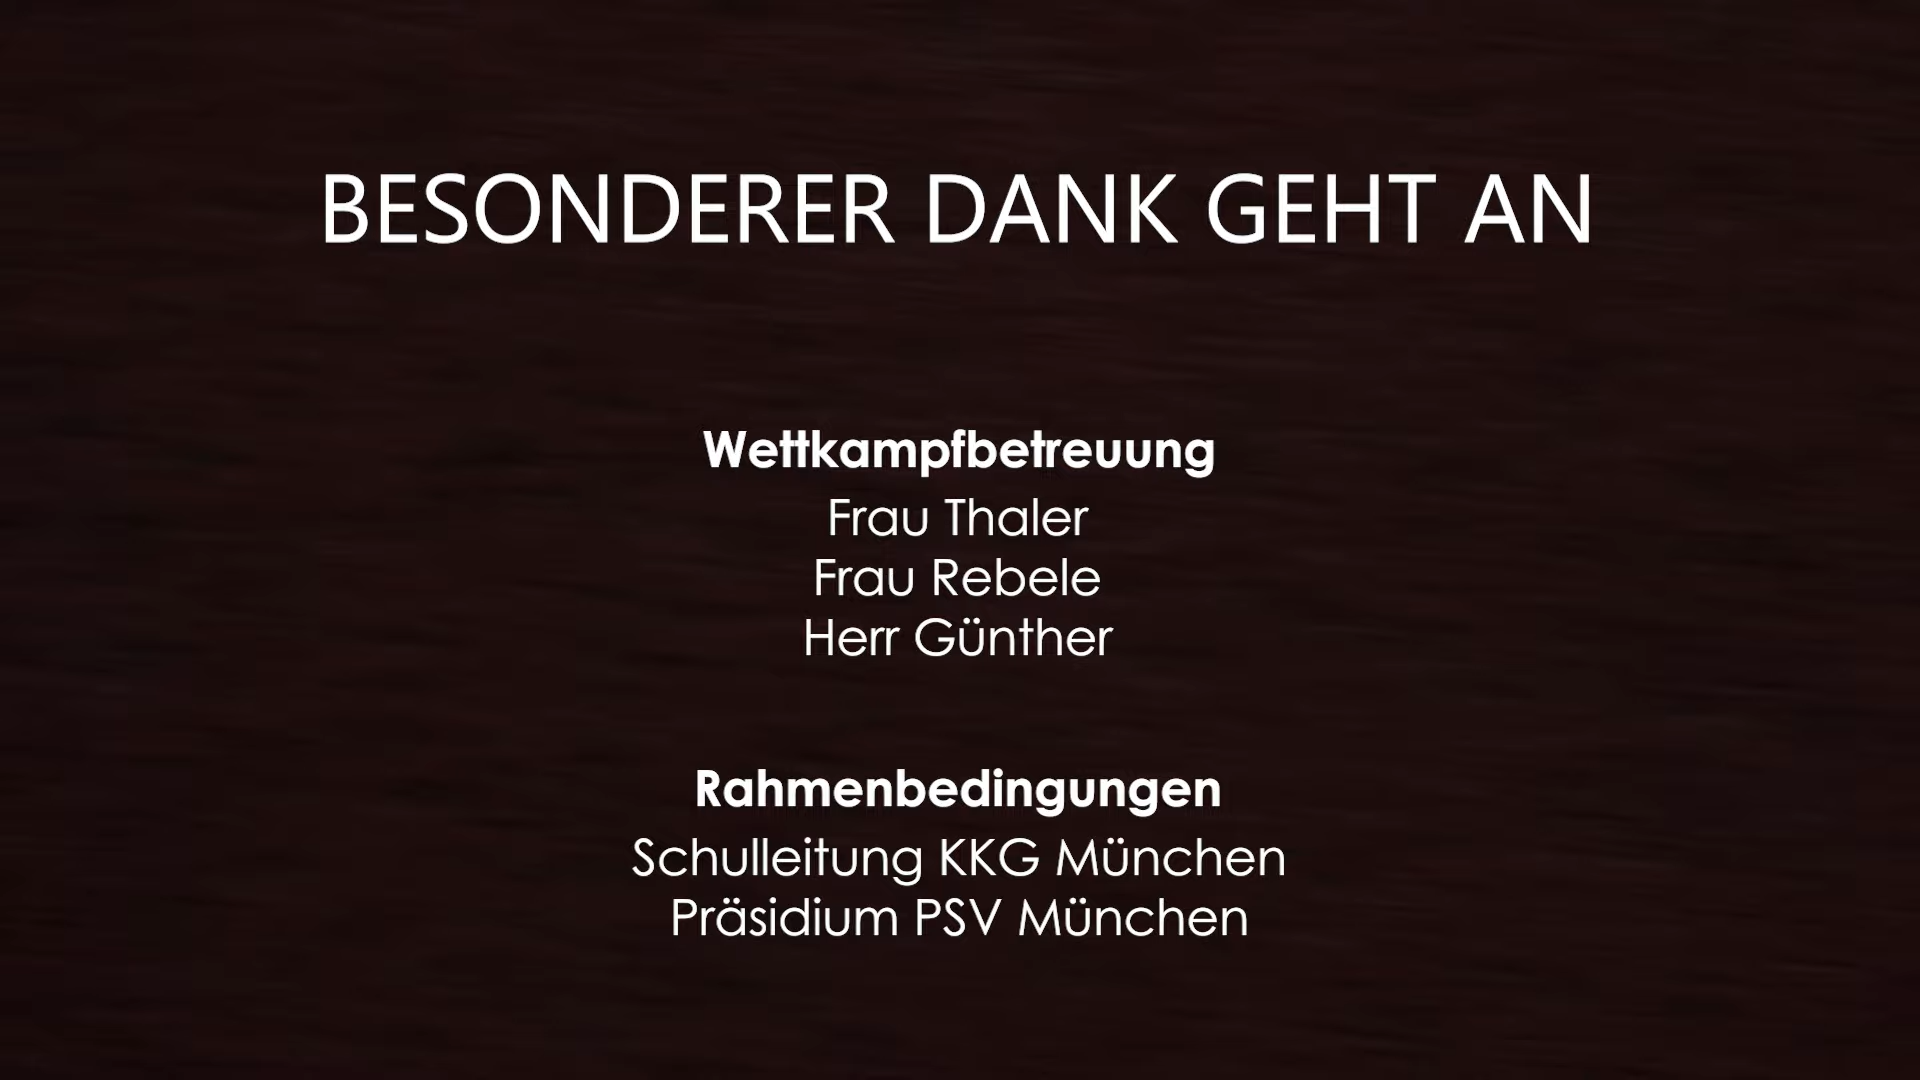 BESONDERER DANK GEHT AN
Wettkampfbetreuung
Frau Thaler
Frau Rebele
Herr Günther
Rahmenbedingungen
Schulleitung KKG München
Präsidium PSV München